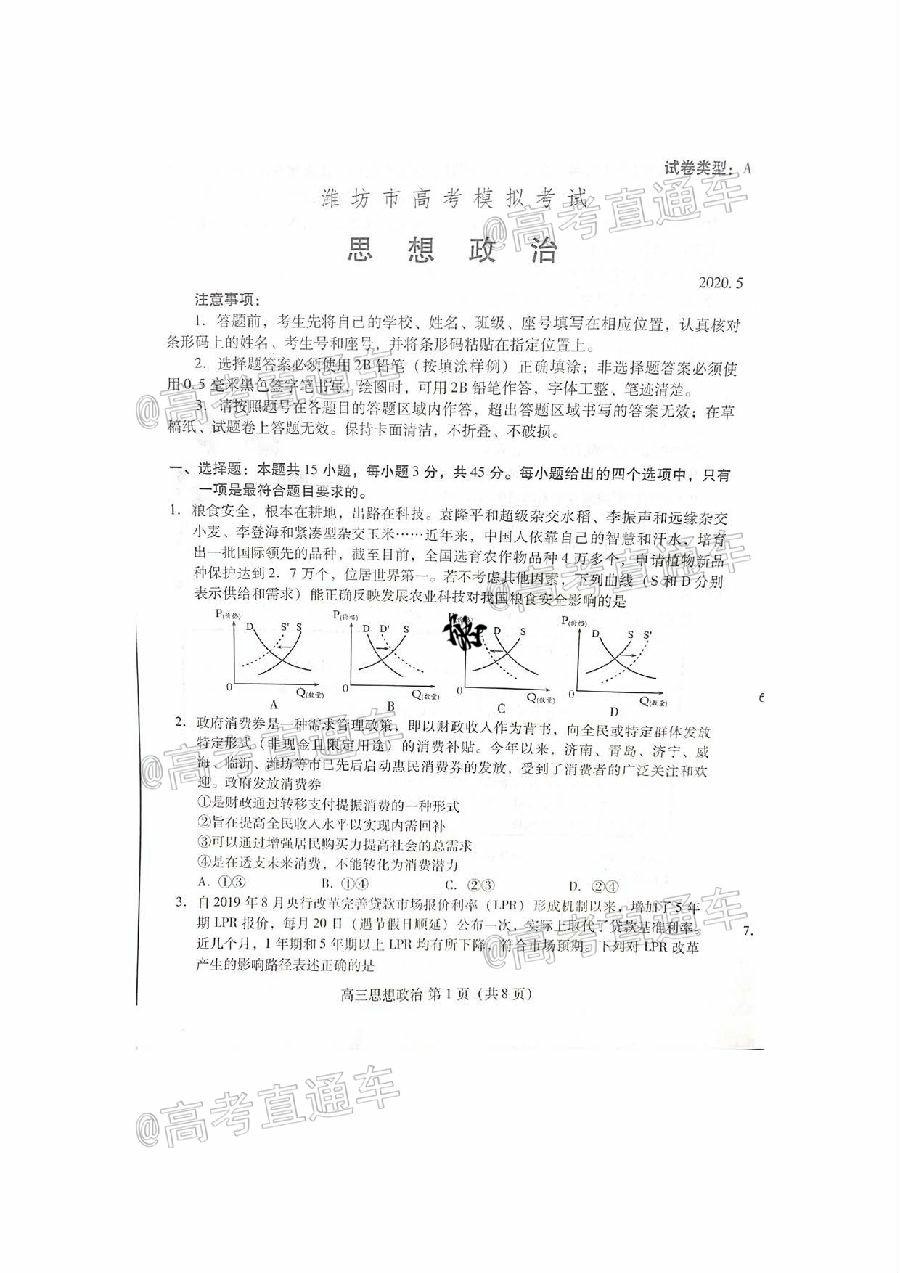 试卷类型：A
潍坊市高考模拟考试
思想政治
2020.5
注意事项：
1．答题前，考生先将自己的学校、姓名、班级、座号填写在相应位置，认真核对
条形码上的姓名、考生号和座号，并将条形码粘贴在指定位置上。
2．选择题答案必须使用2B铅笔（按填涂样例）正确填涂；非选择题答案必须使
用0.5毫米黑色签字笔书写，绘图时，可用2B铅笔作答，字体工整、笔迹清楚。
3．请按照题号在各题目的答题区域内作答，超出答题区域书写的答案无效；在草
稿纸、试题卷上答题无效。保持卡面清洁，不折叠、不破损。
一、选择题：本题共15小题，每小题3分，共45分。每小题给出的四个选项中，只有
一项是最符合题目要求的。
1．粮食安全，根本在耕地，出路在科技。袁隆平和超级杂交水稻、李振声和远缘杂交
小麦、李登海和紧凑型杂交玉米……近年来，中国人依靠自己的智慧和汗水，培育
出一批国际领先的品种，截至目前，全国选育农作物品种4万多个，申请植物新品
种保护达到2．7万个，位居世界第一。若不考虑其他因素，下列曲线（S和D分别
表示供给和需求）能正确反映发展农业科技对我国粮食安全影响的是
P(价格) D S' S 0 Q(数量) A
P(价格) D D' S 0 Q(数量) B
S 0 Q(数量) C
P(价格) D S S' 0 Q(数量) D
6
2．政府消费券是一种需求管理政策，即以财政收入作为背书，向全民或特定群体发放
特定形式（非现金且限定用途）的消费补贴。今年以来，济南、青岛、济宁、威
海、临沂、潍坊等市已先后启动惠民消费券的发放，受到了消费者的广泛关注和欢
迎。政府发放消费券
①是财政通过转移支付提振消费的一种形式
②旨在提高全民收入水平以实现内需回补
③可以通过增强居民购买力提高社会的总需求
④是在透支未来消费，不能转化为消费潜力
A．①③ B．①④ C．②③ D．②④
3．自2019年8月央行改革完善贷款市场报价利率（LPR）形成机制以来，增加了5年
期LPR报价，每月20日（遇节假日顺延）公布一次，实际上取代了贷款基准利率。
7．
近几个月，1年期和5年期以上LPR均有所下降，符合市场预期。下列对LPR改革
产生的影响路径表述正确的是
高三思想政治 第1页（共8页）
@高考直通车
@高考直通车
@高考直通车
@高考直通车
@高考直通车
@高考直通车